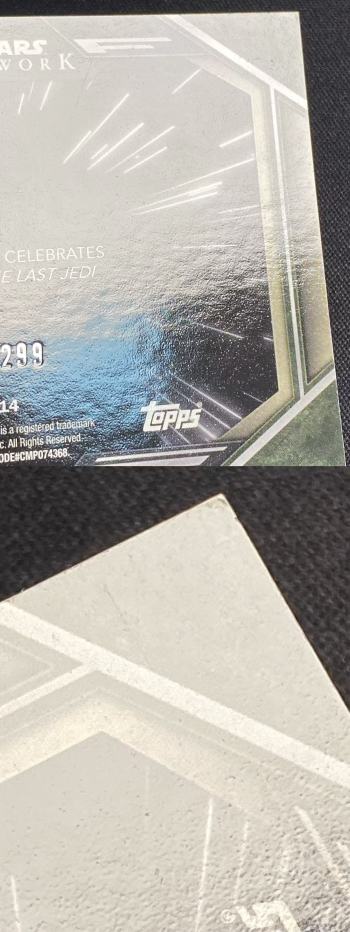 ARS
WORK
CELEBRATES
E LAST JEDI
299
14
topps
is a registered trademark
c. All Rights Reserved.
ODE#CMP074368.